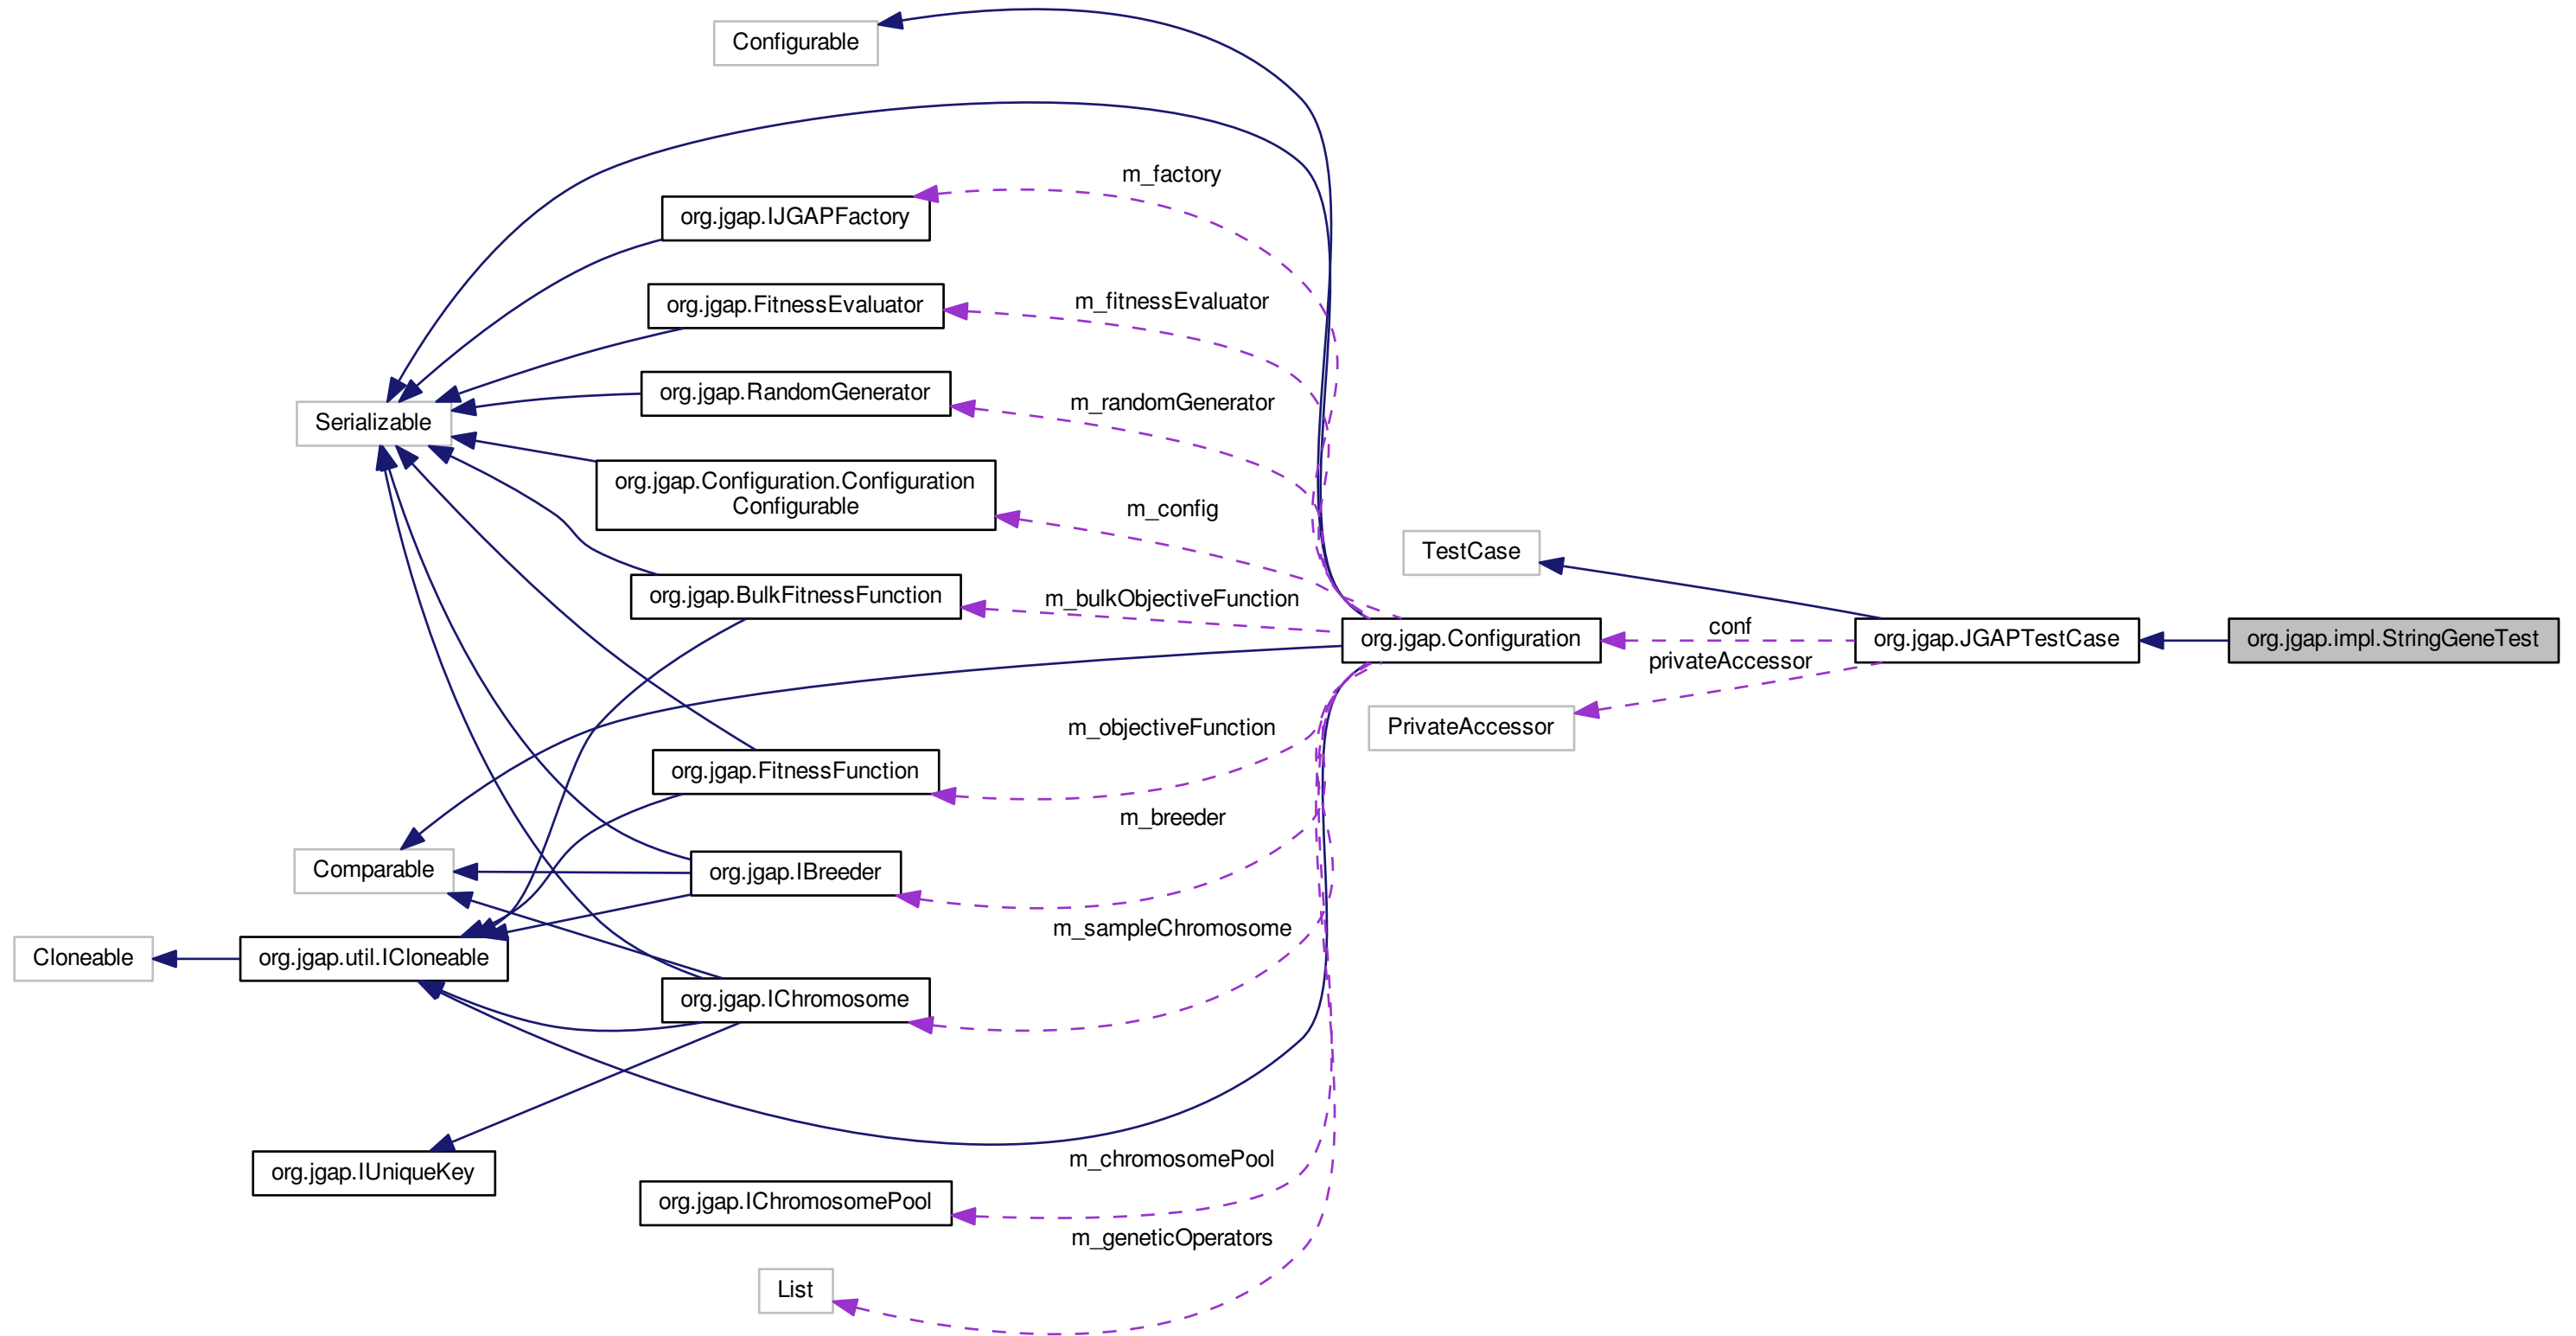 Configurable
m_factory
org.jgap.IJGAPFactory
m_fitnessEvaluator
org.jgap.FitnessEvaluator
m_randomGenerator
org.jgap.RandomGenerator
Serializable
org.jgap.Configuration.Configuration
Configurable
m_config
TestCase
org.jgap.BulkFitnessFunction
m_bulkObjectiveFunction
org.jgap.Configuration
conf
privateAccessor
org.jgap.JGAPTestCase
org.jgap.impl.StringGeneTest
PrivateAccessor
m_objectiveFunction
org.jgap.FitnessFunction
m_breeder
Comparable
org.jgap.IBreeder
m_sampleChromosome
Cloneable
org.jgap.util.ICloneable
org.jgap.IChromosome
m_chromosomePool
org.jgap.IUniqueKey
org.jgap.IChromosomePool
m_geneticOperators
List